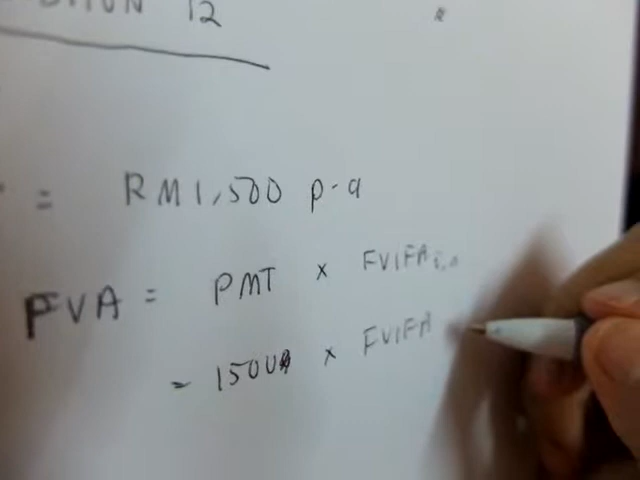 12
= RM1,500 p.a
FVA = PMT × FVIFA i,n
= 1500 × FVIFA